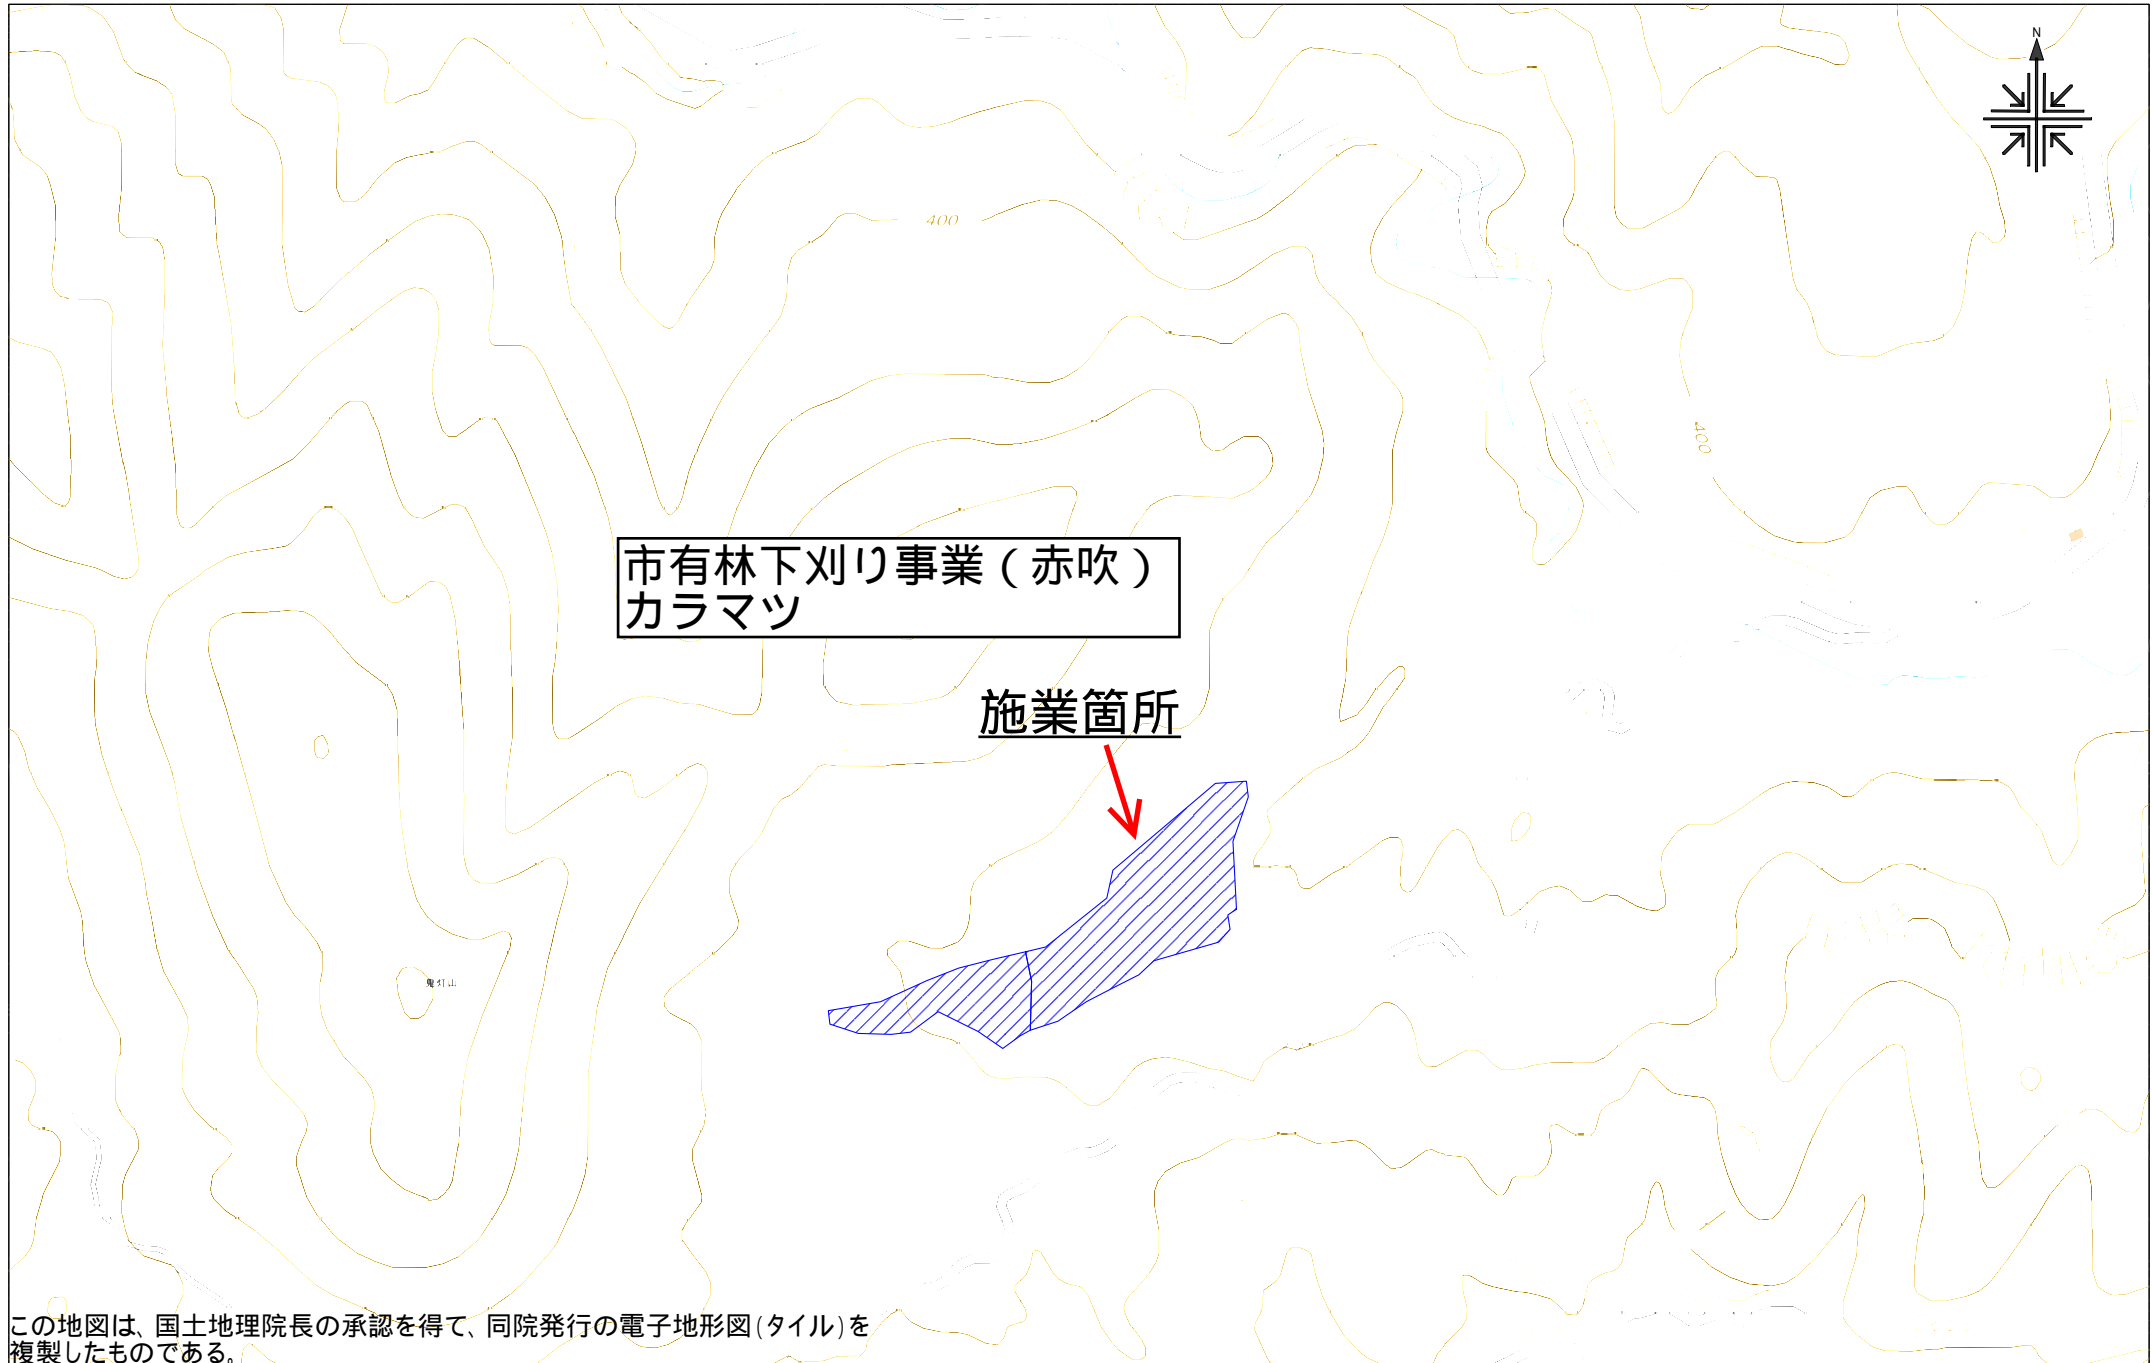 N
400
400
市有林下刈り事業（赤吹）
カラマツ
施業箇所
鬼灯山
この地図は、国土地理院長の承認を得て、同院発行の電子地形図(タイル)を
複製したものである。